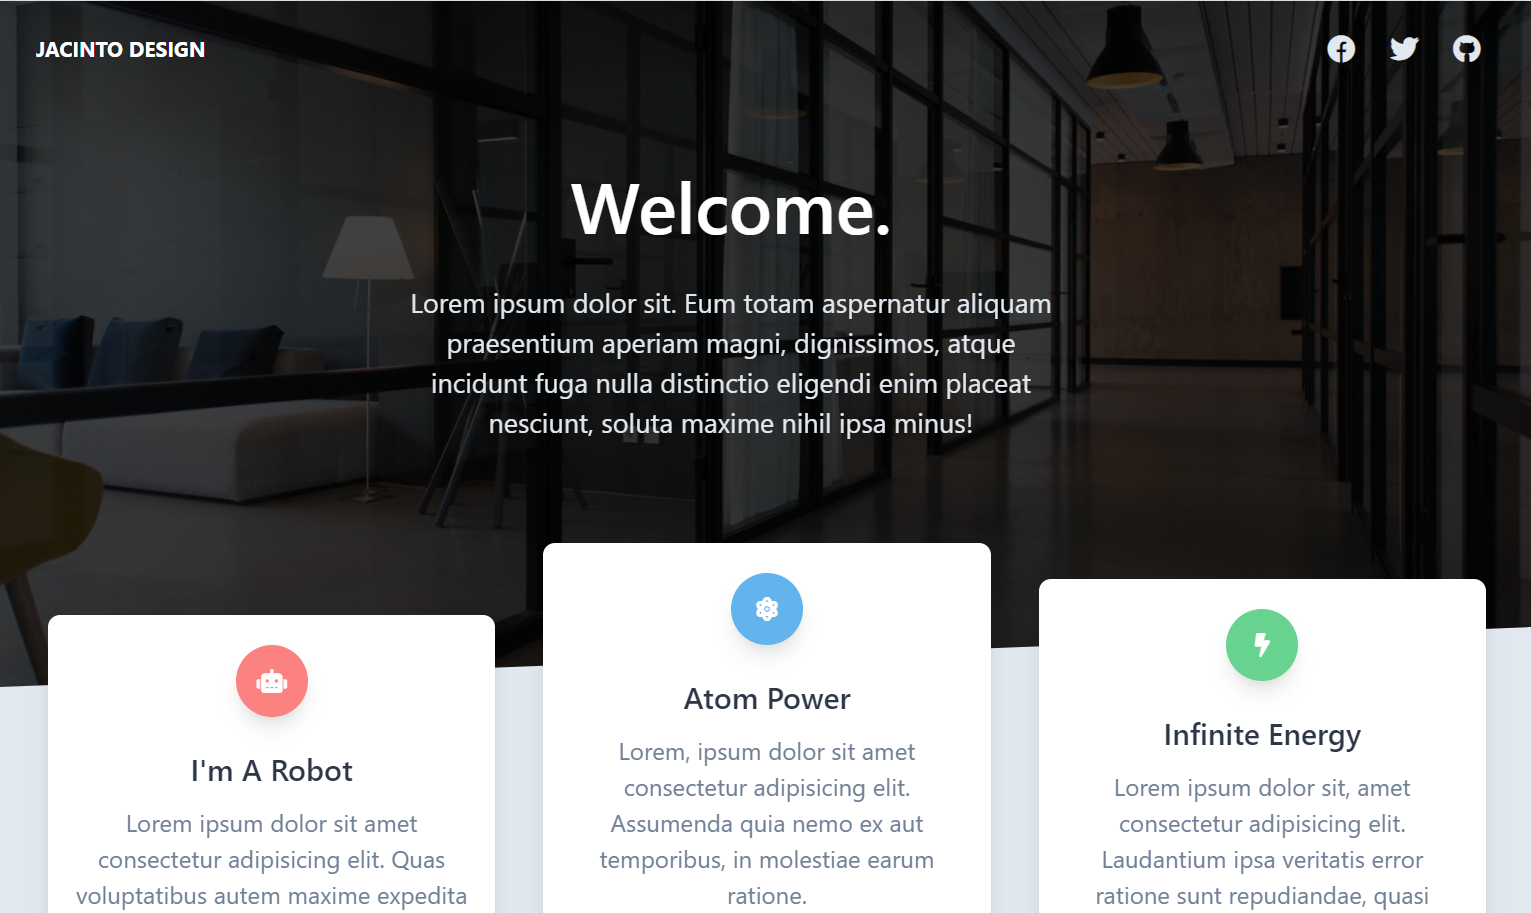 JACINTO DESIGN
Welcome.
Lorem ipsum dolor sit. Eum totam aspernatur aliquam
praesentium aperiam magni, dignissimos, atque
incidunt fuga nulla distinctio eligendi enim placeat
nesciunt, soluta maxime nihil ipsa minus!
I'm A Robot
Lorem ipsum dolor sit amet
consectetur adipisicing elit. Quas
voluptatibus autem maxime expedita
Atom Power
Lorem, ipsum dolor sit amet
consectetur adipisicing elit.
Assumenda quia nemo ex aut
temporibus, in molestiae earum
ratione.
Infinite Energy
Lorem ipsum dolor sit, amet
consectetur adipisicing elit.
Laudantium ipsa veritatis error
ratione sunt repudiandae, quasi